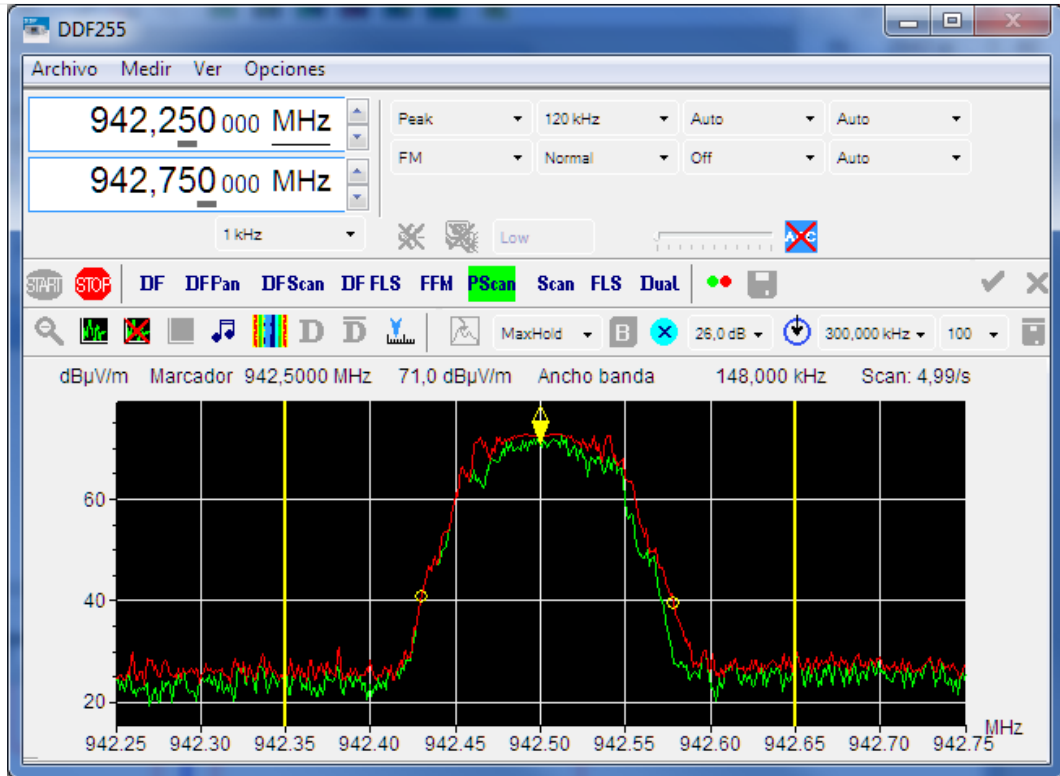 DDF255
Archivo Medir Ver Opciones
942,250 000 MHz Peak 120 kHz Auto Auto
942,750 000 MHz FM Normal Off Auto
1 kHz Low
START STOP DF DFPan DFScan DF FLS FFM PScan Scan FLS Dual
D D MaxHold B 26,0 dB 300,000 kHz 100
dBµV/m Marcador 942,5000 MHz 71,0 dBµV/m Ancho banda 148,000 kHz Scan: 4,99/s
60
40
20
MHz
942.25 942.30 942.35 942.40 942.45 942.50 942.55 942.60 942.65 942.70 942.75